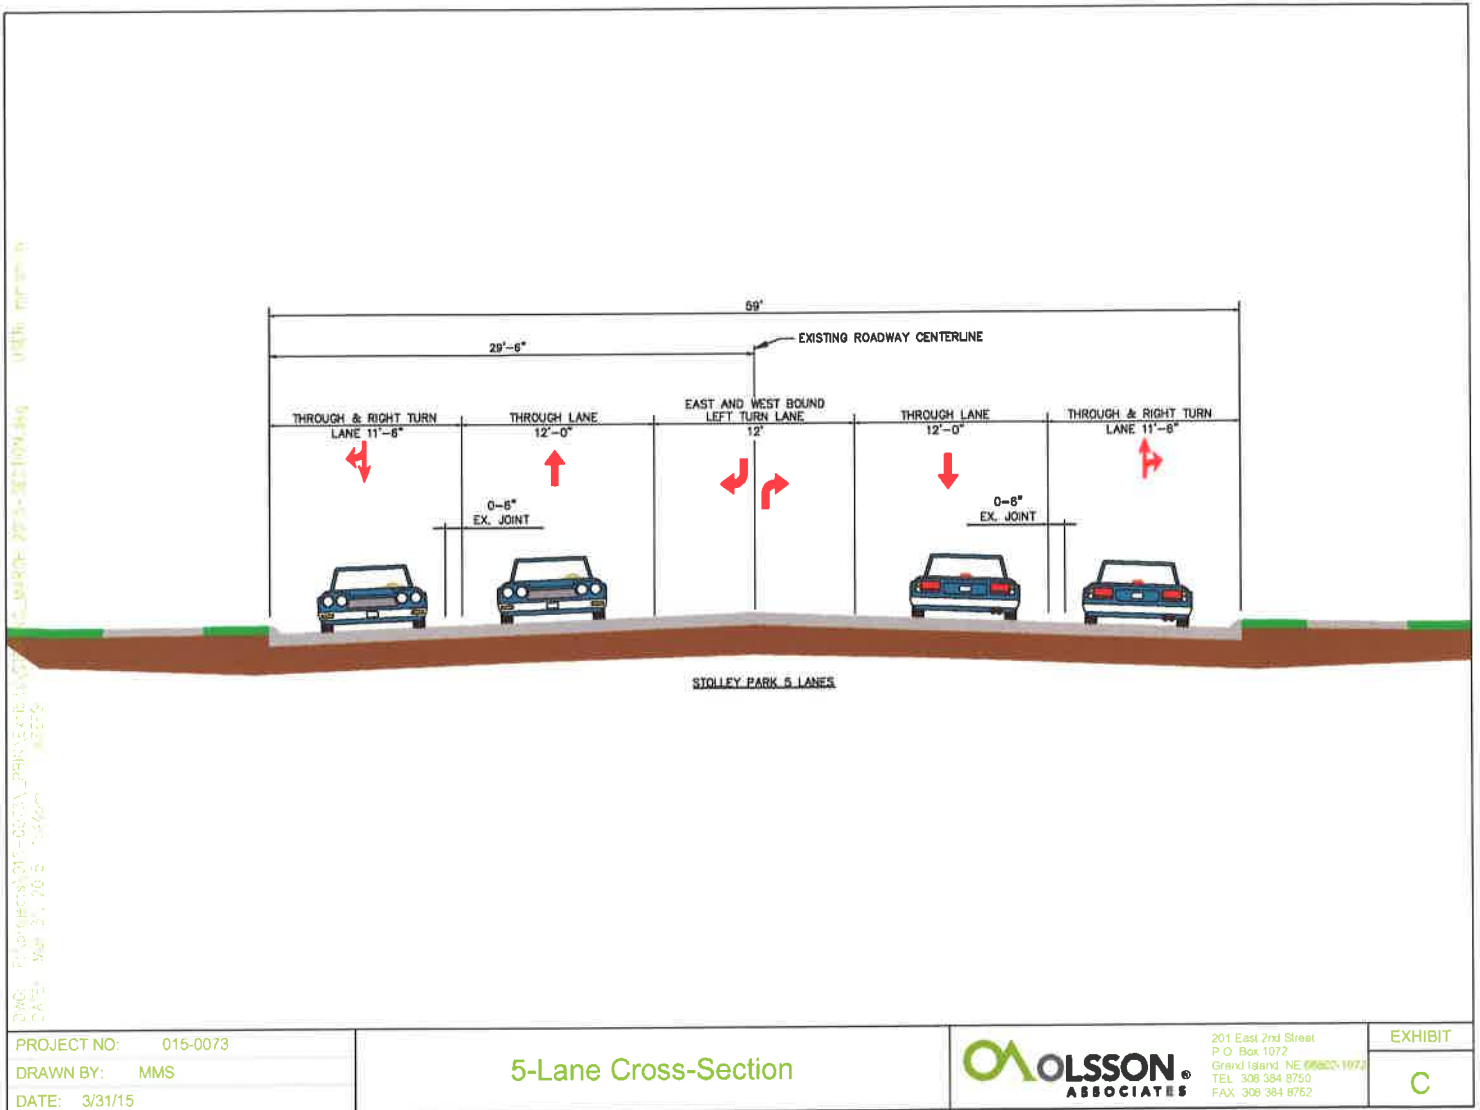 59'
29'-6"
EXISTING ROADWAY CENTERLINE
THROUGH & RIGHT TURN
LANE 11'-6"
THROUGH LANE
12'-0"
EAST AND WEST BOUND
LEFT TURN LANE
12'
THROUGH LANE
12'-0"
THROUGH & RIGHT TURN
LANE 11'-6"
0-6"
EX. JOINT
0-6"
EX. JOINT
STOLLEY PARK 5 LANES
PROJECT NO: 015-0073
DRAWN BY: MMS
DATE: 3/31/15
5-Lane Cross-Section
OLSSON ®
ASSOCIATES
201 East 2nd Street
P.O. Box 1072
Grand Island, NE
TEL 308 384 8750
FAX 308 384 8752
EXHIBIT
C